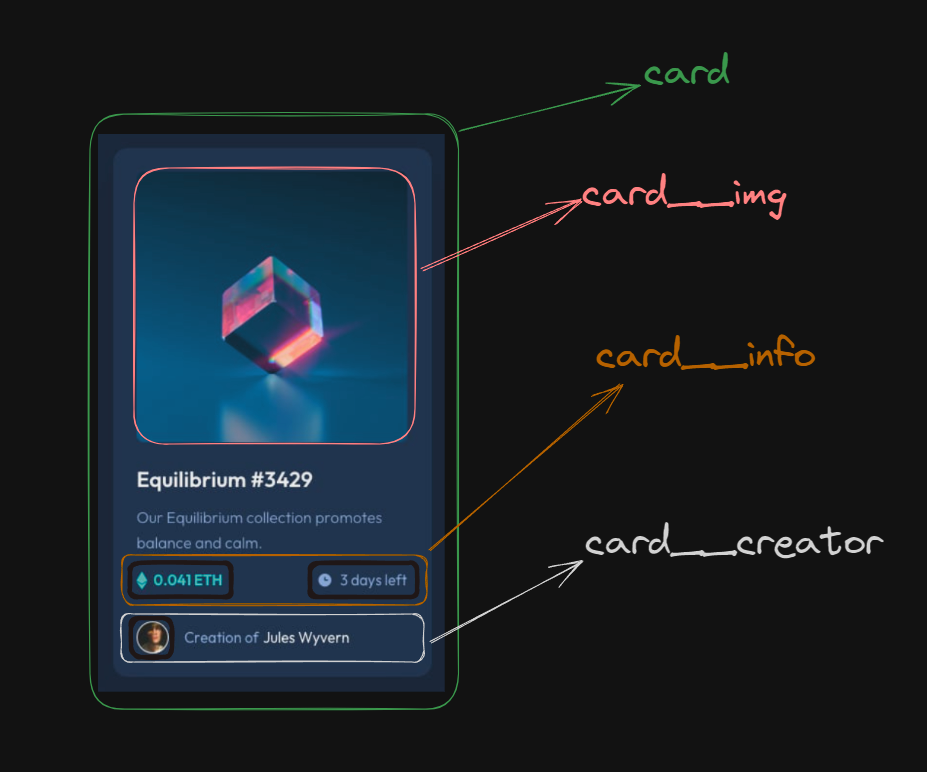 card
card__img
Equilibrium #3429
Our Equilibrium collection promotes
balance and calm.
0.041 ETH
3 days left
Creation of Jules Wyvern
card__info
card__creator